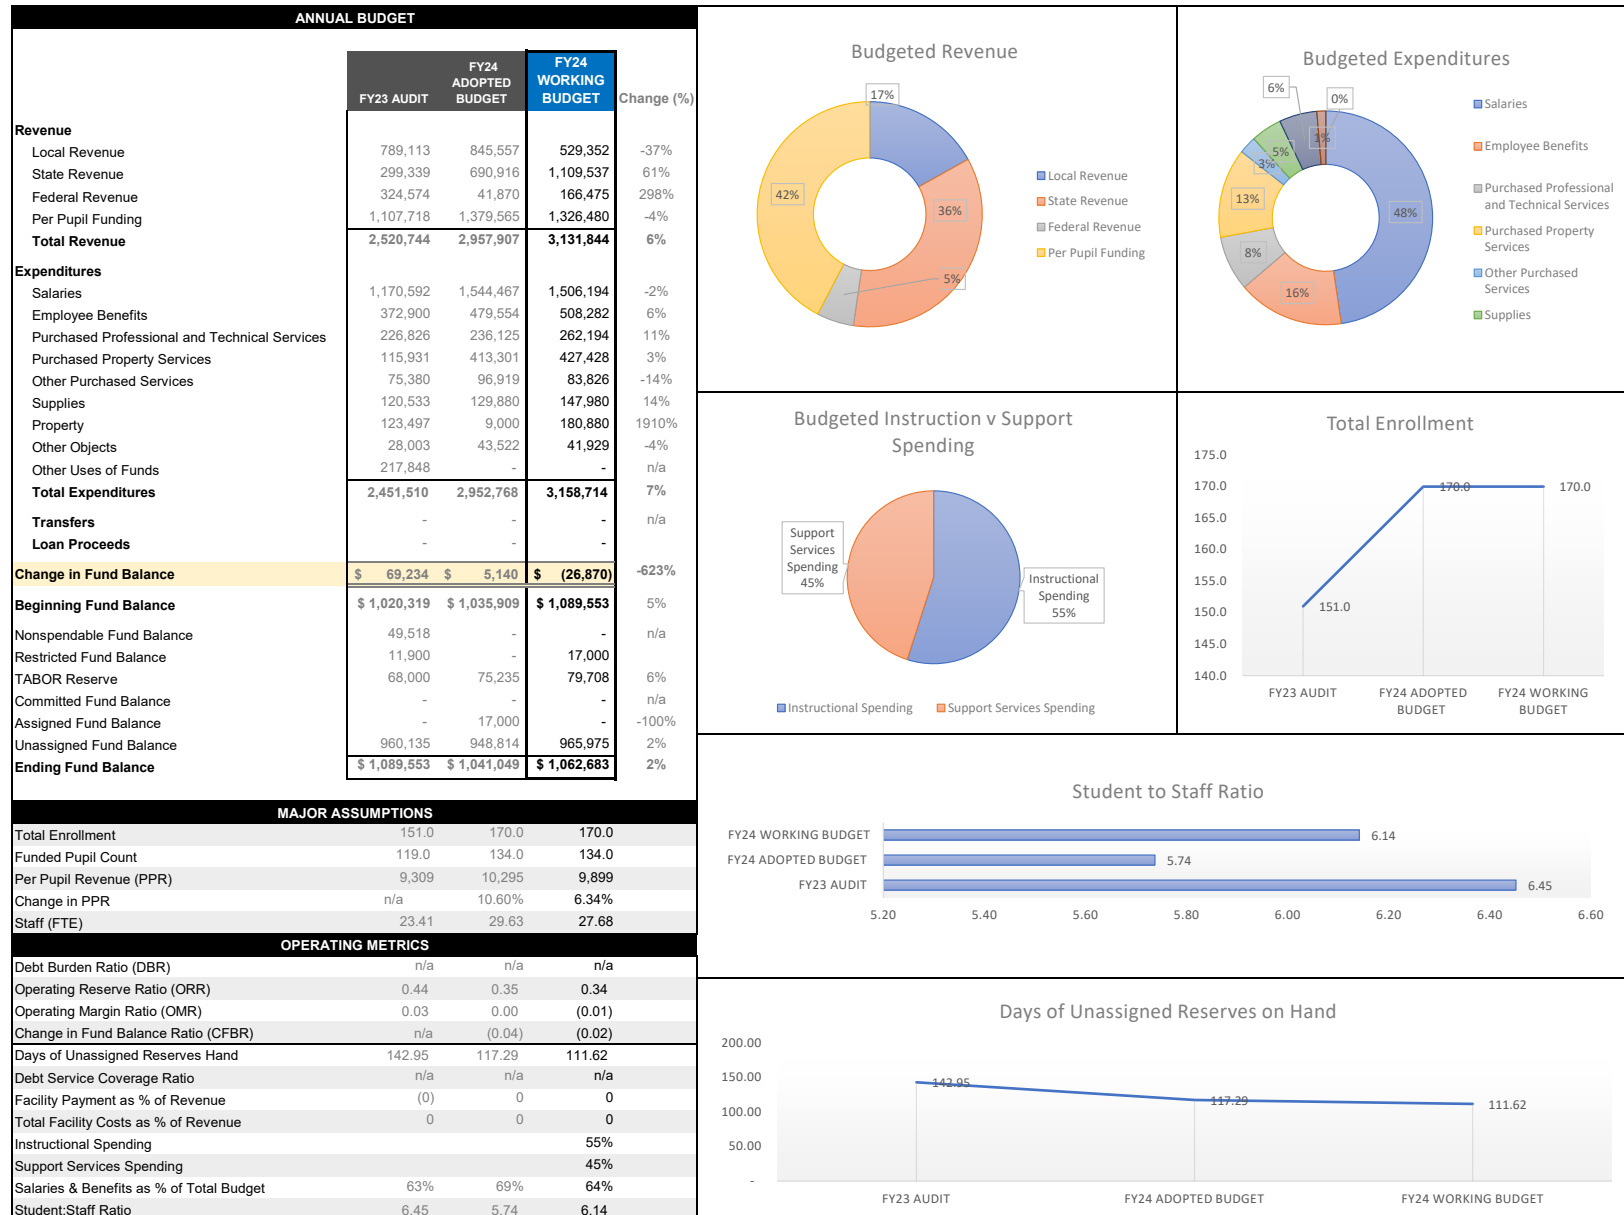 ANNUAL BUDGET
FY23 AUDIT FY24 ADOPTED BUDGET FY24 WORKING BUDGET Change (%)
Revenue
Local Revenue 789,113 845,557 529,352 -37%
State Revenue 299,339 690,916 1,109,537 61%
Federal Revenue 324,574 41,870 166,475 298%
Per Pupil Funding 1,107,718 1,379,565 1,326,480 -4%
Total Revenue 2,520,744 2,957,907 3,131,844 6%
Expenditures
Salaries 1,170,592 1,544,467 1,506,194 -2%
Employee Benefits 372,900 479,554 508,282 6%
Purchased Professional and Technical Services 226,826 236,125 262,194 11%
Purchased Property Services 115,931 413,301 427,428 3%
Other Purchased Services 75,380 96,919 83,826 -14%
Supplies 120,533 129,880 147,980 14%
Property 123,497 9,000 180,880 1910%
Other Objects 28,003 43,522 41,929 -4%
Other Uses of Funds 217,848 - - n/a
Total Expenditures 2,451,510 2,952,768 3,158,714 7%
Transfers - - - n/a
Loan Proceeds - - -
Change in Fund Balance $ 69,234 $ 5,140 $ (26,870) -623%
Beginning Fund Balance $ 1,020,319 $ 1,035,909 $ 1,089,553 5%
Nonspendable Fund Balance 49,518 - - n/a
Restricted Fund Balance 11,900 - 17,000
TABOR Reserve 68,000 75,235 79,708 6%
Committed Fund Balance - - - n/a
Assigned Fund Balance - 17,000 - -100%
Unassigned Fund Balance 960,135 948,814 965,975 2%
Ending Fund Balance $ 1,089,553 $ 1,041,049 $ 1,062,683 2%
MAJOR ASSUMPTIONS
Total Enrollment 151.0 170.0 170.0
Funded Pupil Count 119.0 134.0 134.0
Per Pupil Revenue (PPR) 9,309 10,295 9,899
Change in PPR n/a 10.60% 6.34%
Staff (FTE) 23.41 29.63 27.68
OPERATING METRICS
Debt Burden Ratio (DBR) n/a n/a n/a
Operating Reserve Ratio (ORR) 0.44 0.35 0.34
Operating Margin Ratio (OMR) 0.03 0.00 (0.01)
Change in Fund Balance Ratio (CFBR) n/a (0.04) (0.02)
Days of Unassigned Reserves Hand 142.95 117.29 111.62
Debt Service Coverage Ratio n/a n/a n/a
Facility Payment as % of Revenue (0) 0 0
Total Facility Costs as % of Revenue 0 0 0
Instructional Spending 55%
Support Services Spending 45%
Salaries & Benefits as % of Total Budget 63% 69% 64%
Student:Staff Ratio 6.45 5.74 6.14
Budgeted Revenue
17%
42%
36%
5%
Local Revenue
State Revenue
Federal Revenue
Per Pupil Funding
Budgeted Expenditures
6%
0%
1%
5%
3%
13%
48%
8%
16%
Salaries
Employee Benefits
Purchased Professional
and Technical Services
Purchased Property
Services
Other Purchased
Services
Supplies
Budgeted Instruction v Support
Spending
Support
Services
Spending
45%
Instructional
Spending
55%
Instructional Spending Support Services Spending
Total Enrollment
175.0
170.0
165.0
160.0
155.0
150.0
145.0
140.0
151.0
170.0
170.0
FY23 AUDIT FY24 ADOPTED BUDGET FY24 WORKING BUDGET
Student to Staff Ratio
FY24 WORKING BUDGET 6.14
FY24 ADOPTED BUDGET 5.74
FY23 AUDIT 6.45
5.20 5.40 5.60 5.80 6.00 6.20 6.40 6.60
Days of Unassigned Reserves on Hand
200.00
150.00
100.00
50.00
-
142.95
117.29
111.62
FY23 AUDIT FY24 ADOPTED BUDGET FY24 WORKING BUDGET